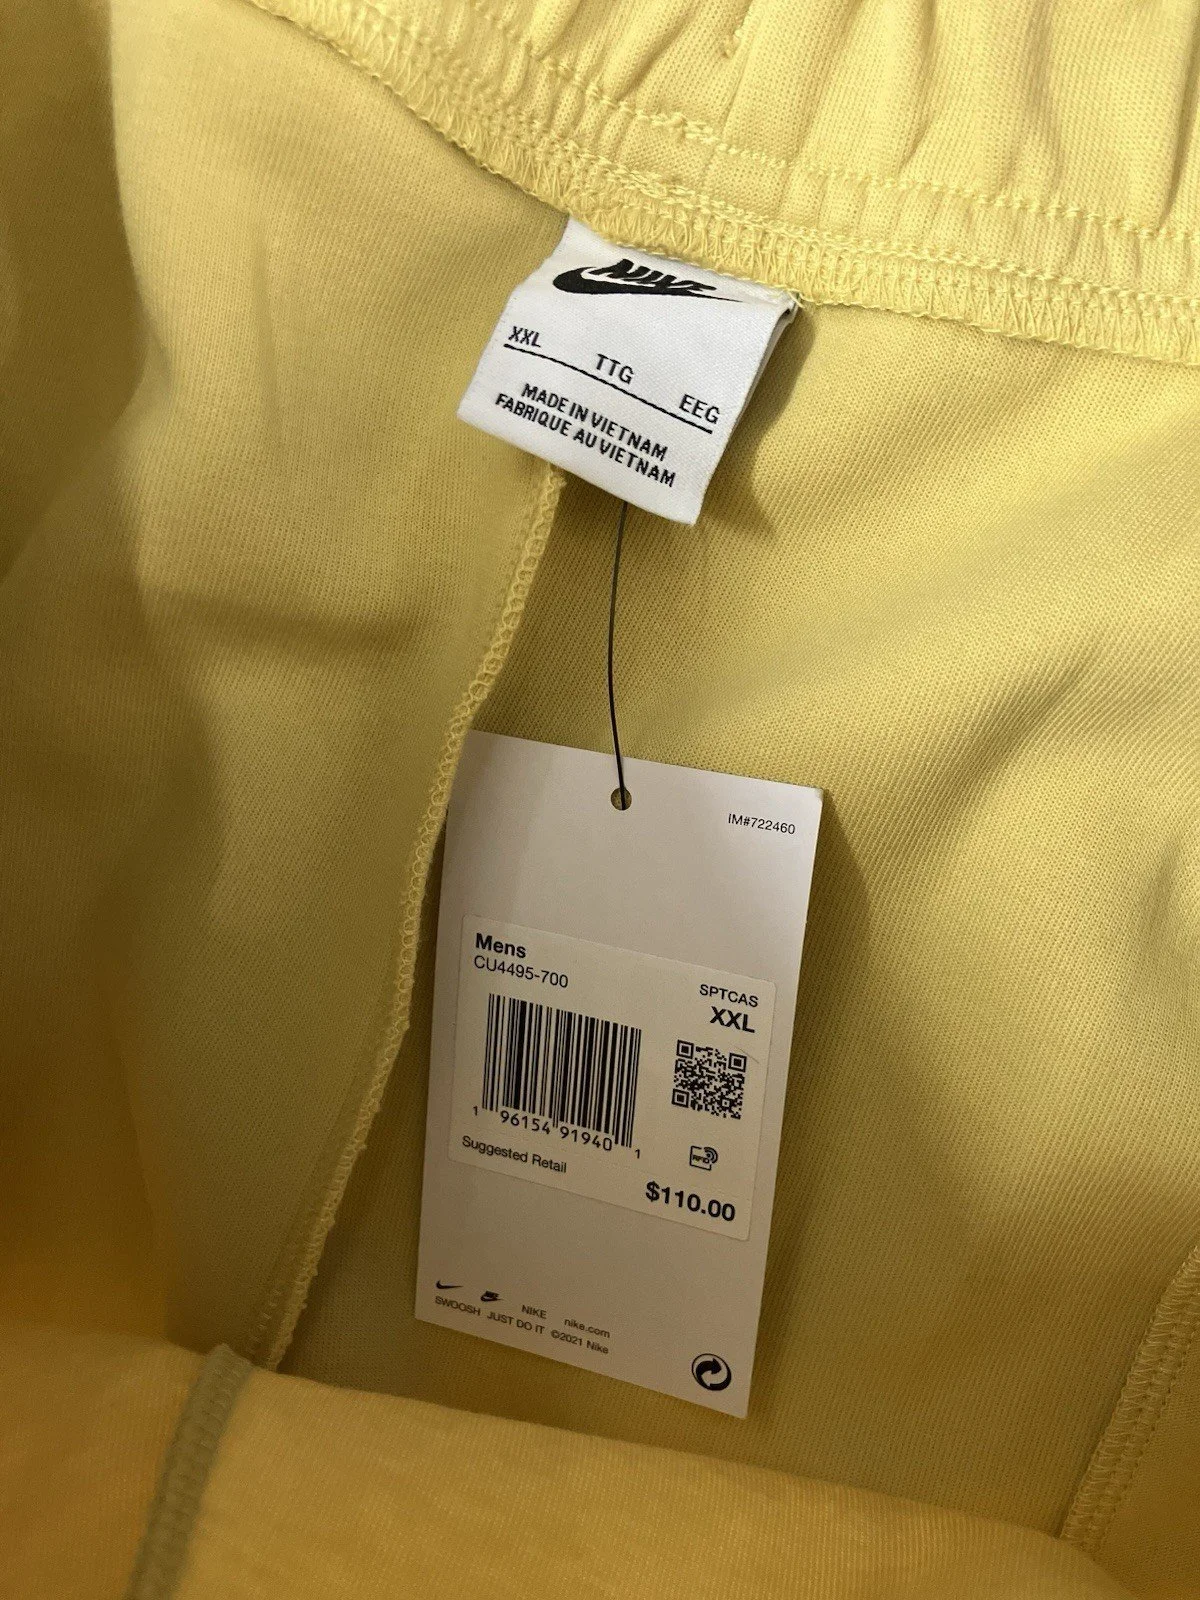 NIKE
XXL TTG EEG
MADE IN VIETNAM
FABRIQUE AU VIETNAM
IM#722460
Mens
CU4495-700
SPTCAS
XXL
1 96154 91940 1
RFID
Suggested Retail
$110.00
NIKE nike.com
SWOOSH JUST DO IT ©2021 Nike